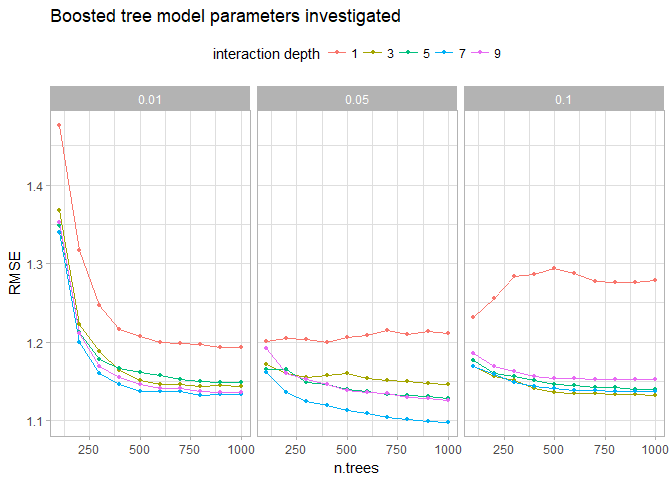 Boosted tree model parameters investigated
interaction depth 1 3 5 7 9
0.01 0.05 0.1
RMSE
1.4
1.3
1.2
1.1
250 500 750 1000 250 500 750 1000 250 500 750 1000
n.trees